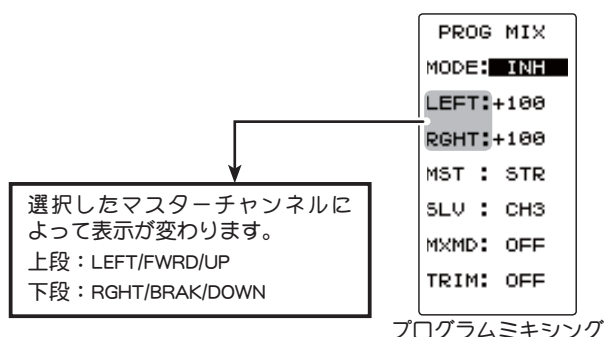 PROG MIX
MODE: INH
LEFT:+100
RGHT:+100
MST : STR
SLV : CH3
MXMD: OFF
TRIM: OFF
選択したマスターチャンネルに
よって表示が変わります。
上段：LEFT/FWRD/UP
下段：RGHT/BRAK/DOWN
プログラムミキシング